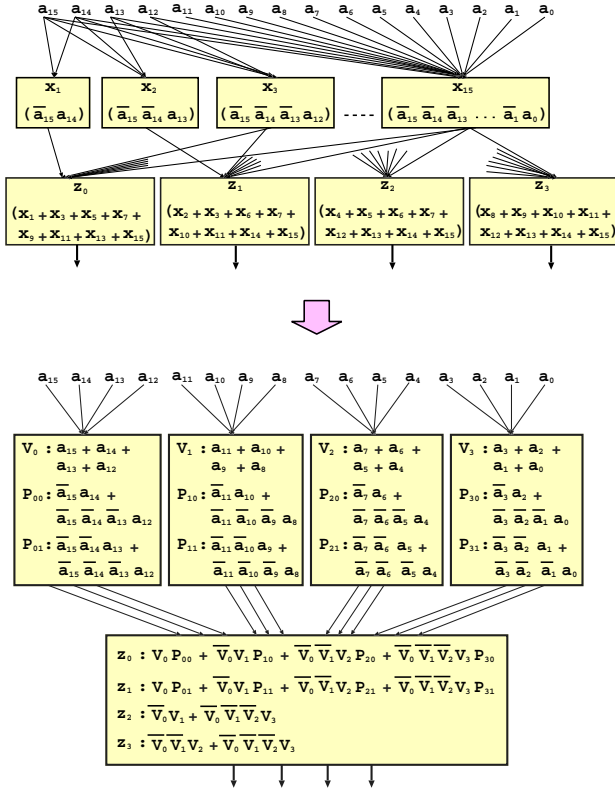 a₁₅ a₁₄ a₁₃ a₁₂ a₁₁ a₁₀ a₉ a₈ a₇ a₆ a₅ a₄ a₃ a₂ a₁ a₀
x₁ x₂ x₃ x₁₅
(a̅₁₅ a₁₄) (a̅₁₅ a̅₁₄ a₁₃) (a̅₁₅ a̅₁₄ a̅₁₃ a₁₂) ---- (a̅₁₅ a̅₁₄ a̅₁₃ ... a̅₁ a₀)
z₀ z₁ z₂ z₃
(x₁ + x₃ + x₅ + x₇ + (x₂ + x₃ + x₆ + x₇ + (x₄ + x₅ + x₆ + x₇ + (x₈ + x₉ + x₁₀ + x₁₁ +
x₉ + x₁₁ + x₁₃ + x₁₅) x₁₀ + x₁₁ + x₁₄ + x₁₅) x₁₂ + x₁₃ + x₁₄ + x₁₅) x₁₂ + x₁₃ + x₁₄ + x₁₅)
a₁₅ a₁₄ a₁₃ a₁₂ a₁₁ a₁₀ a₉ a₈ a₇ a₆ a₅ a₄ a₃ a₂ a₁ a₀
V₀ : a₁₅ + a₁₄ +
a₁₃ + a₁₂
P₀₀ : a̅₁₅ a₁₄ +
a̅₁₅ a̅₁₄ a̅₁₃ a₁₂
P₀₁ : a̅₁₅ a̅₁₄ a₁₃ +
a̅₁₅ a̅₁₄ a̅₁₃ a₁₂
V₁ : a₁₁ + a₁₀ +
a₉ + a₈
P₁₀ : a̅₁₁ a₁₀ +
a̅₁₁ a̅₁₀ a̅₉ a₈
P₁₁ : a̅₁₁ a̅₁₀ a₉ +
a̅₁₁ a̅₁₀ a̅₉ a₈
V₂ : a₇ + a₆ +
a₅ + a₄
P₂₀ : a̅₇ a₆ +
a̅₇ a̅₆ a̅₅ a₄
P₂₁ : a̅₇ a̅₆ a₅ +
a̅₇ a̅₆ a̅₅ a₄
V₃ : a₃ + a₂ +
a₁ + a₀
P₃₀ : a̅₃ a₂ +
a̅₃ a̅₂ a̅₁ a₀
P₃₁ : a̅₃ a̅₂ a₁ +
a̅₃ a̅₂ a̅₁ a₀
z₀ : V₀ P₀₀ + V̅₀ V₁ P₁₀ + V̅₀ V̅₁ V₂ P₂₀ + V̅₀ V̅₁ V̅₂ V₃ P₃₀
z₁ : V₀ P₀₁ + V̅₀ V₁ P₁₁ + V̅₀ V̅₁ V₂ P₂₁ + V̅₀ V̅₁ V̅₂ V₃ P₃₁
z₂ : V̅₀ V₁ + V̅₀ V̅₁ V̅₂ V₃
z₃ : V̅₀ V̅₁ V₂ + V̅₀ V̅₁ V̅₂ V₃